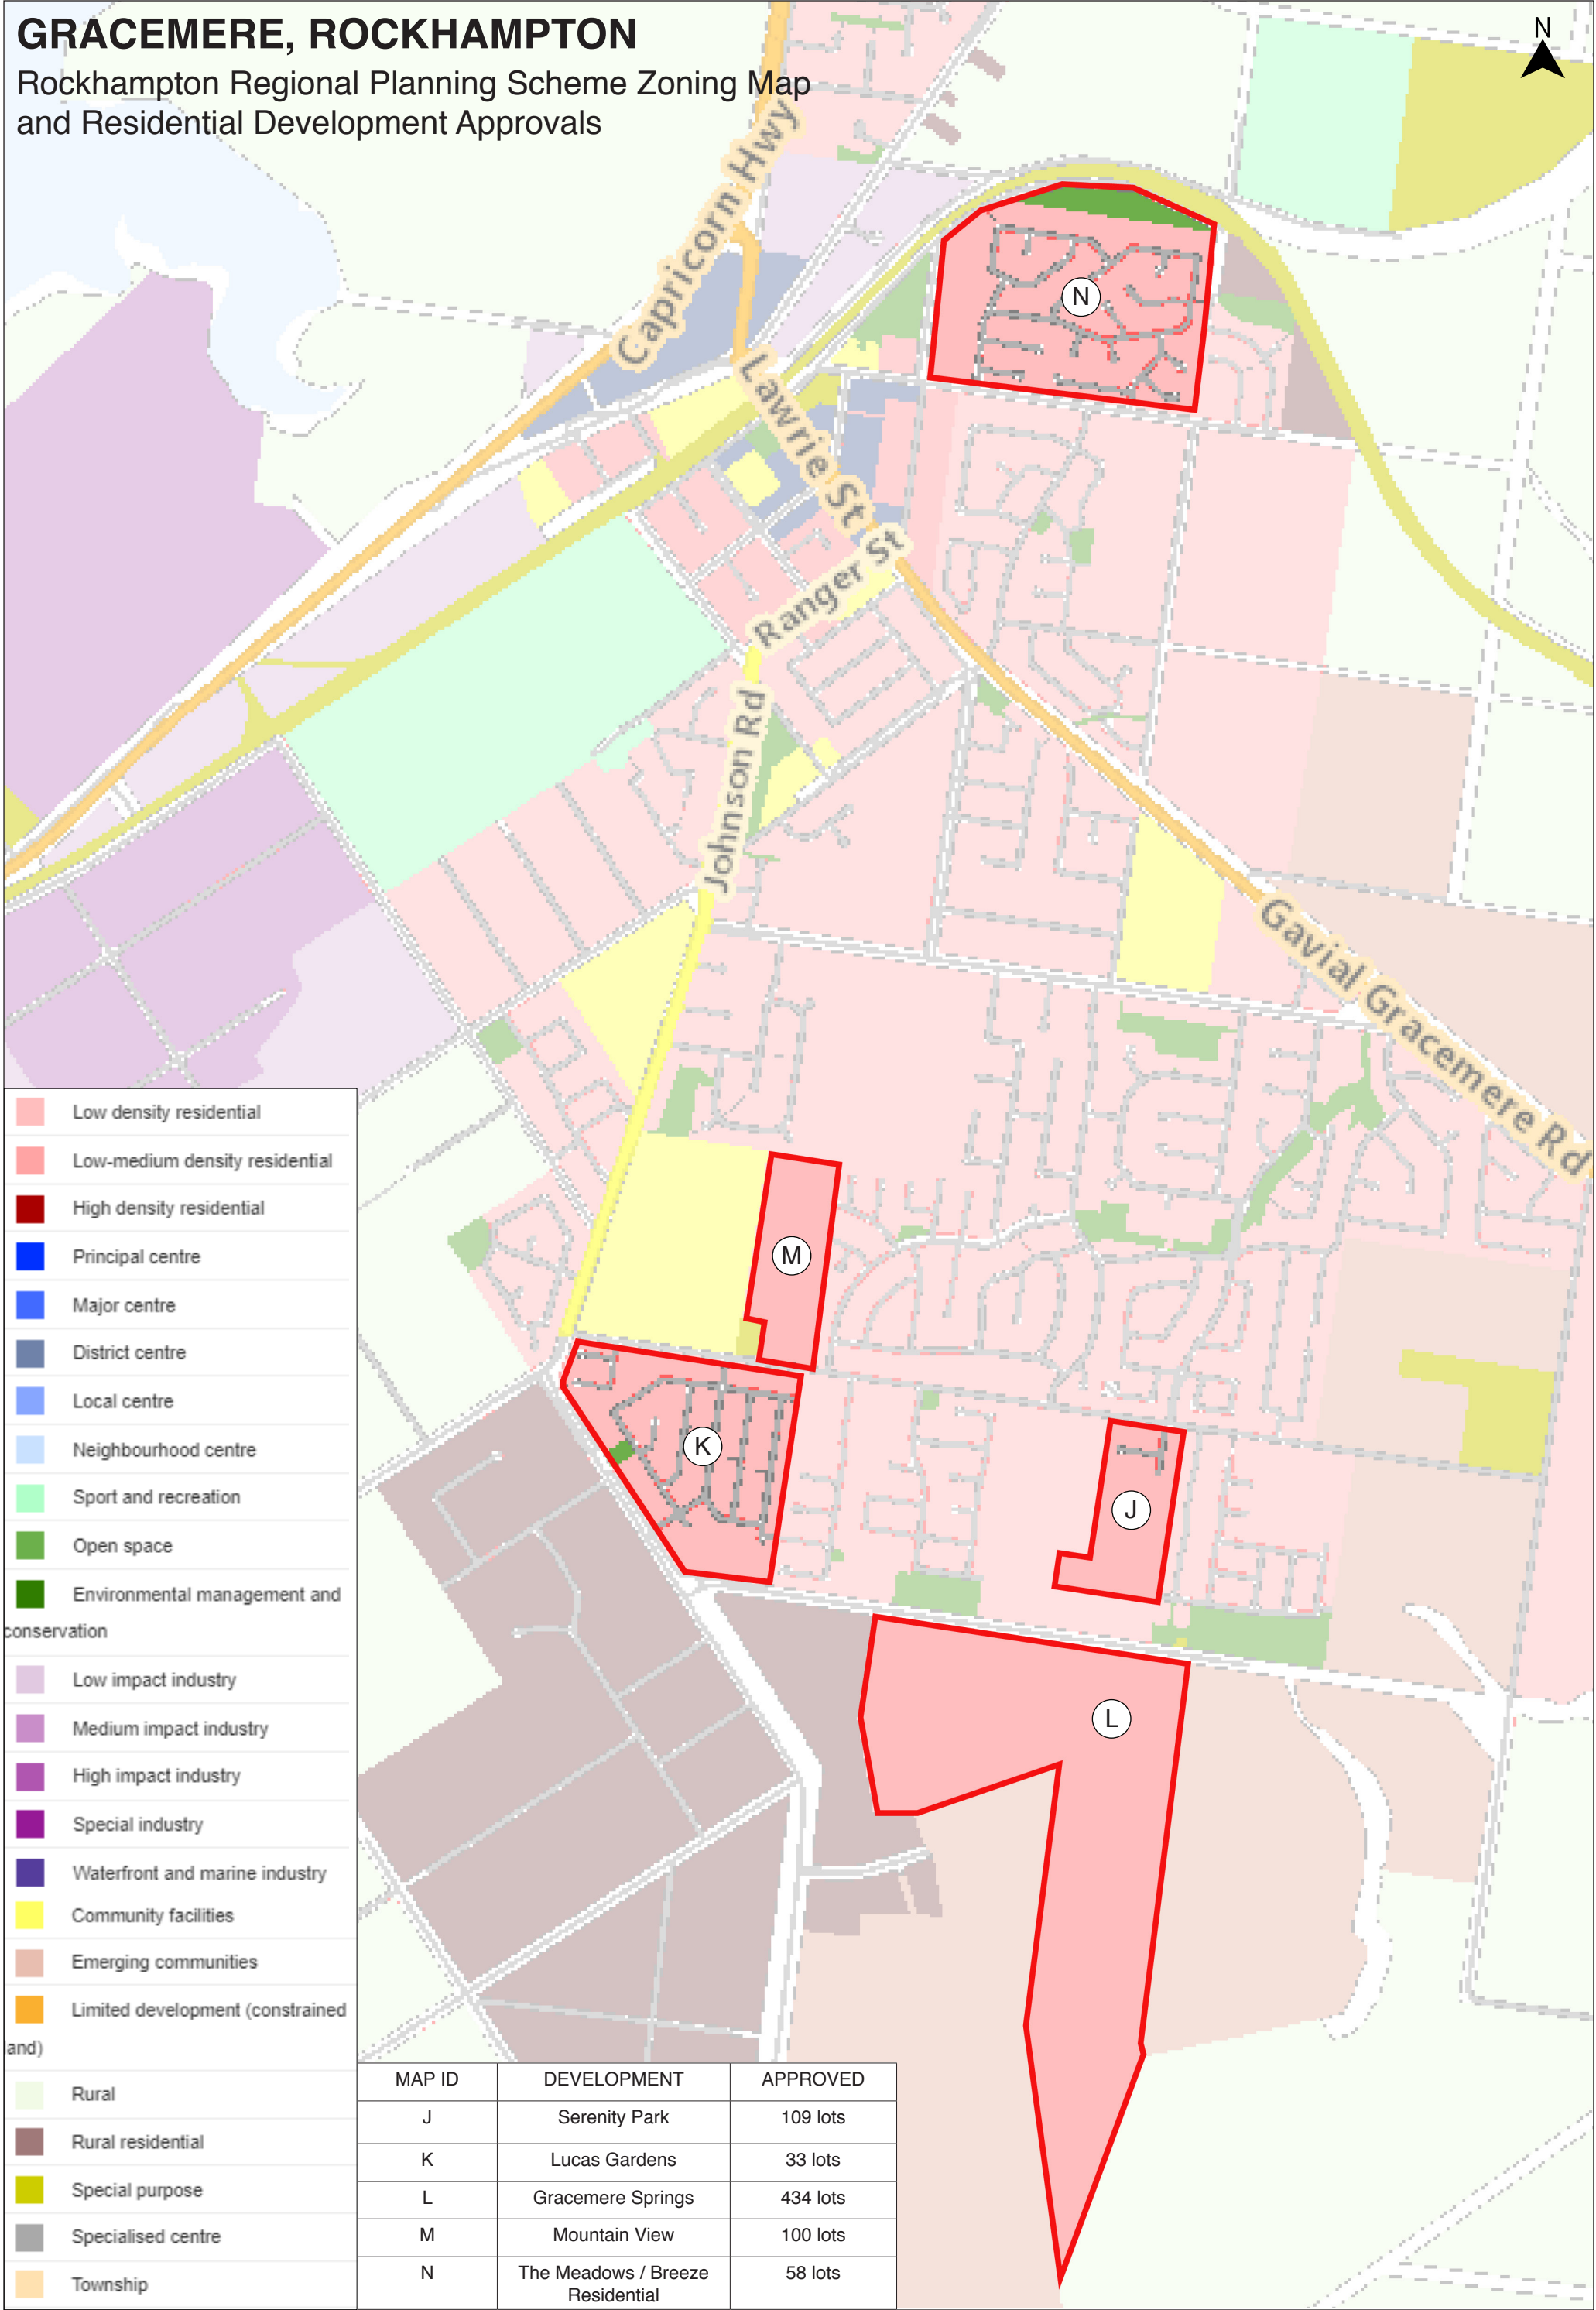 GRACEMERE, ROCKHAMPTON
Rockhampton Regional Planning Scheme Zoning Map
and Residential Development Approvals
N
Capricorn Hwy
N
Lawrie St
Ranger St
Johnson Rd
Gavial Gracemere Rd
M
K
J
L
Low density residential
Low-medium density residential
High density residential
Principal centre
Major centre
District centre
Local centre
Neighbourhood centre
Sport and recreation
Open space
Environmental management and
conservation
Low impact industry
Medium impact industry
High impact industry
Special industry
Waterfront and marine industry
Community facilities
Emerging communities
Limited development (constrained
land)
Rural
Rural residential
Special purpose
Specialised centre
Township
MAP ID DEVELOPMENT APPROVED
J Serenity Park 109 lots
K Lucas Gardens 33 lots
L Gracemere Springs 434 lots
M Mountain View 100 lots
N The Meadows / Breeze 58 lots
Residential